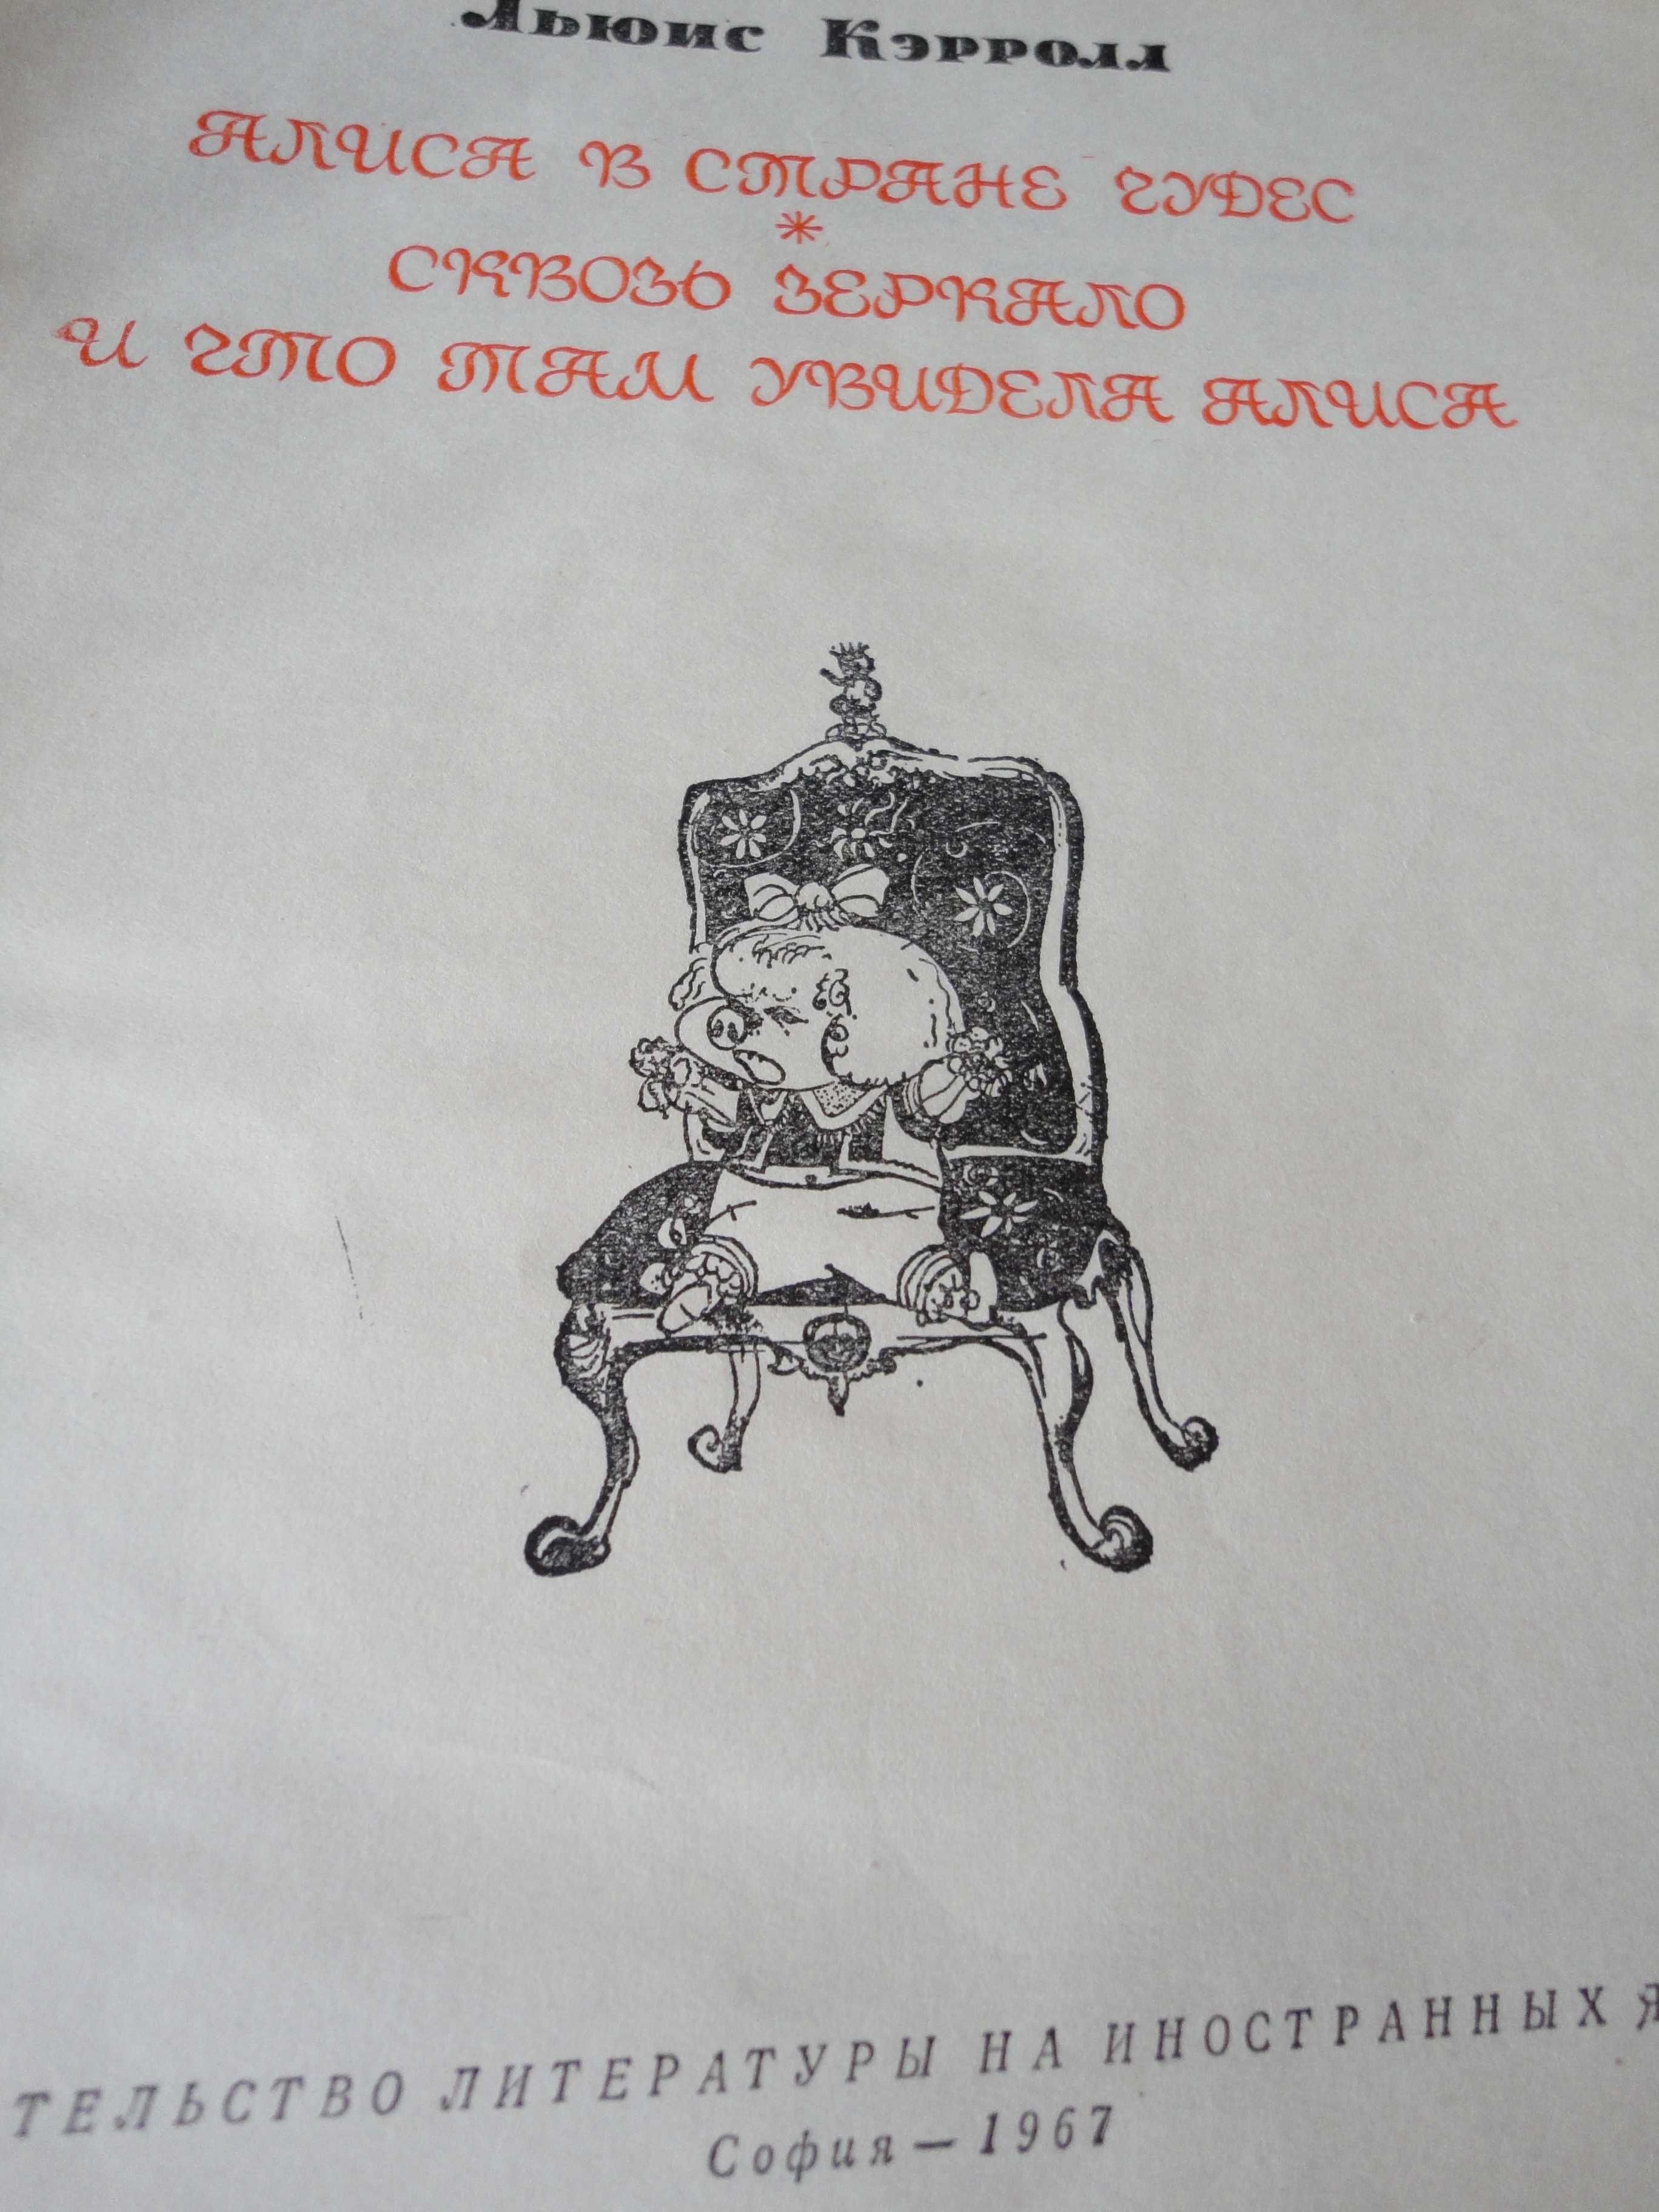 Льюис Кэрролл
АЛИСА В СТРАНЕ ЧУДЕС
*
СКВОЗЬ ЗЕРКАЛО
И ЧТО ТАМ УВИДЕЛА АЛИСА
ТЕЛЬСТВО ЛИТЕРАТУРЫ НА ИНОСТРАННЫХ Я
София — 1967